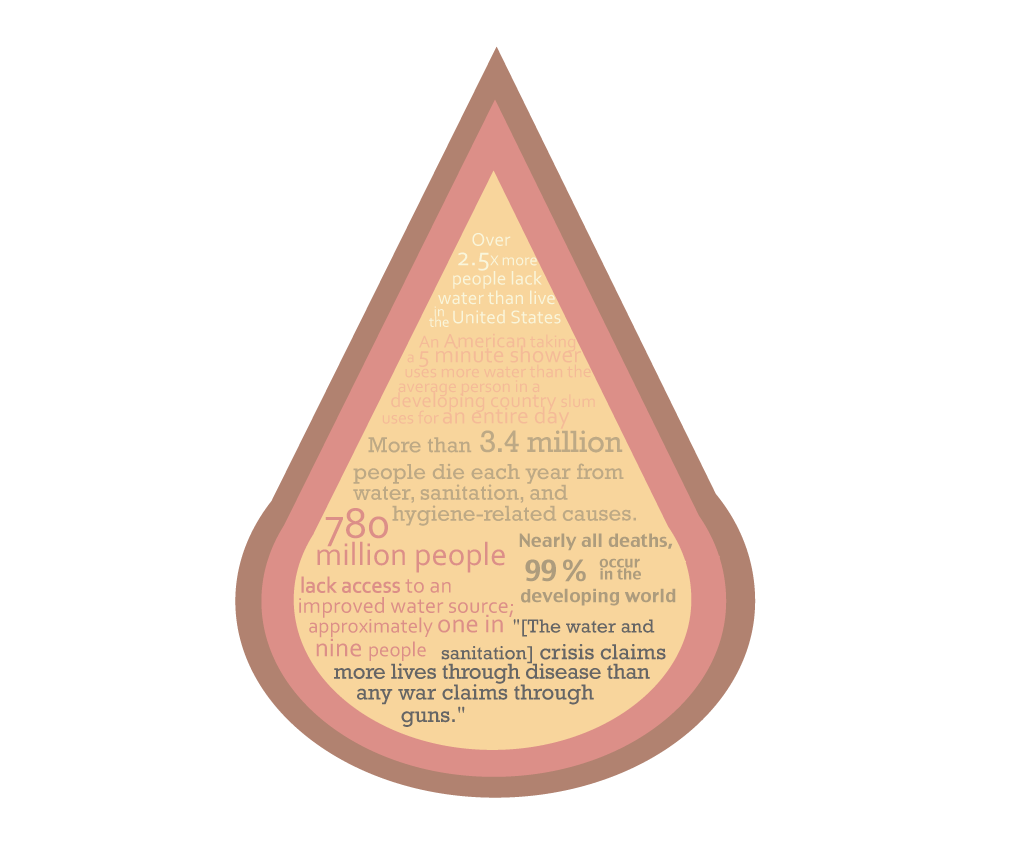 Over
2.5x more
people lack
water than live
in the United States
An American taking
a 5 minute shower
uses more water than the
average person in a
developing country slum
uses for an entire day
More than 3.4 million
people die each year from
water, sanitation, and
hygiene-related causes.
780
million people
lack access to an
improved water source;
approximately one in
nine people
Nearly all deaths,
99 % occur in the
developing world
"[The water and
sanitation] crisis claims
more lives through disease than
any war claims through
guns."